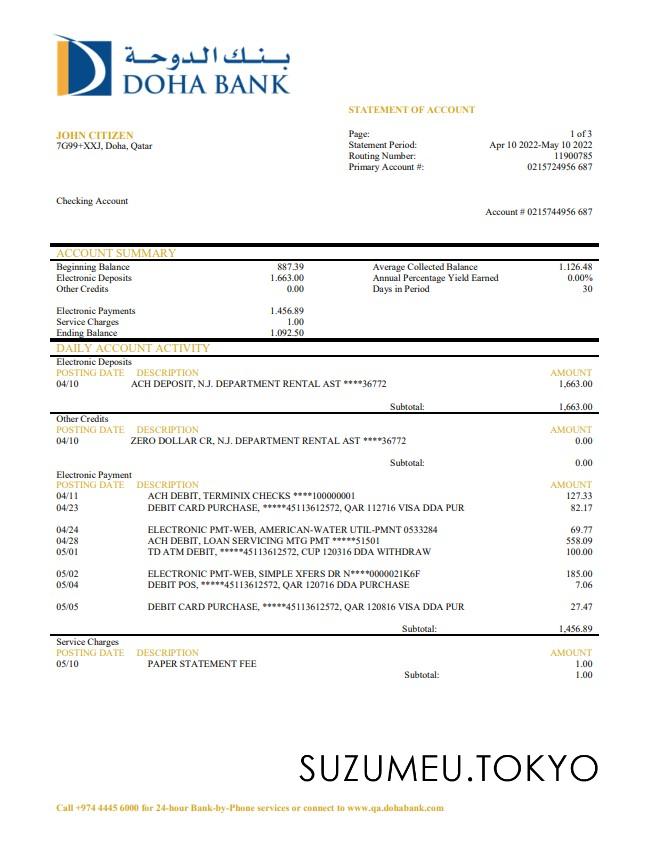 بنك الدوحة
DOHA BANK
STATEMENT OF ACCOUNT
JOHN CITIZEN
7G99+XXJ, Doha, Qatar
Page: 1 of 3
Statement Period: Apr 10 2022-May 10 2022
Routing Number: 11900785
Primary Account #: 0215724956 687
Checking Account
Account # 0215744956 687
ACCOUNT SUMMARY
Beginning Balance 887.39 Average Collected Balance 1.126.48
Electronic Deposits 1.663.00 Annual Percentage Yield Earned 0.00%
Other Credits 0.00 Days in Period 30
Electronic Payments 1.456.89
Service Charges 1.00
Ending Balance 1.092.50
DAILY ACCOUNT ACTIVITY
Electronic Deposits
POSTING DATE DESCRIPTION AMOUNT
04/10 ACH DEPOSIT, N.J. DEPARTMENT RENTAL AST ****36772 1,663.00
Subtotal: 1,663.00
Other Credits
POSTING DATE DESCRIPTION AMOUNT
04/10 ZERO DOLLAR CR, N.J. DEPARTMENT RENTAL AST ****36772 0.00
Subtotal: 0.00
Electronic Payment
POSTING DATE DESCRIPTION AMOUNT
04/11 ACH DEBIT, TERMINIX CHECKS ****100000001 127.33
04/23 DEBIT CARD PURCHASE, *****45113612572, QAR 112716 VISA DDA PUR 82.17
04/24 ELECTRONIC PMT-WEB, AMERICAN-WATER UTIL-PMNT 0533284 69.77
04/28 ACH DEBIT, LOAN SERVICING MTG PMT *****51501 558.09
05/01 TD ATM DEBIT, *****45113612572, CUP 120316 DDA WITHDRAW 100.00
05/02 ELECTRONIC PMT-WEB, SIMPLE XFERS DR N****0000021K6F 185.00
05/04 DEBIT POS, *****45113612572, QAR 120716 DDA PURCHASE 7.06
05/05 DEBIT CARD PURCHASE, *****45113612572, QAR 120816 VISA DDA PUR 27.47
Subtotal: 1,456.89
Service Charges
POSTING DATE DESCRIPTION AMOUNT
05/10 PAPER STATEMENT FEE 1.00
Subtotal: 1.00
SUZUMEU.TOKYO
Call +974 4445 6000 for 24-hour Bank-by-Phone services or connect to www.qa.dohabank.com